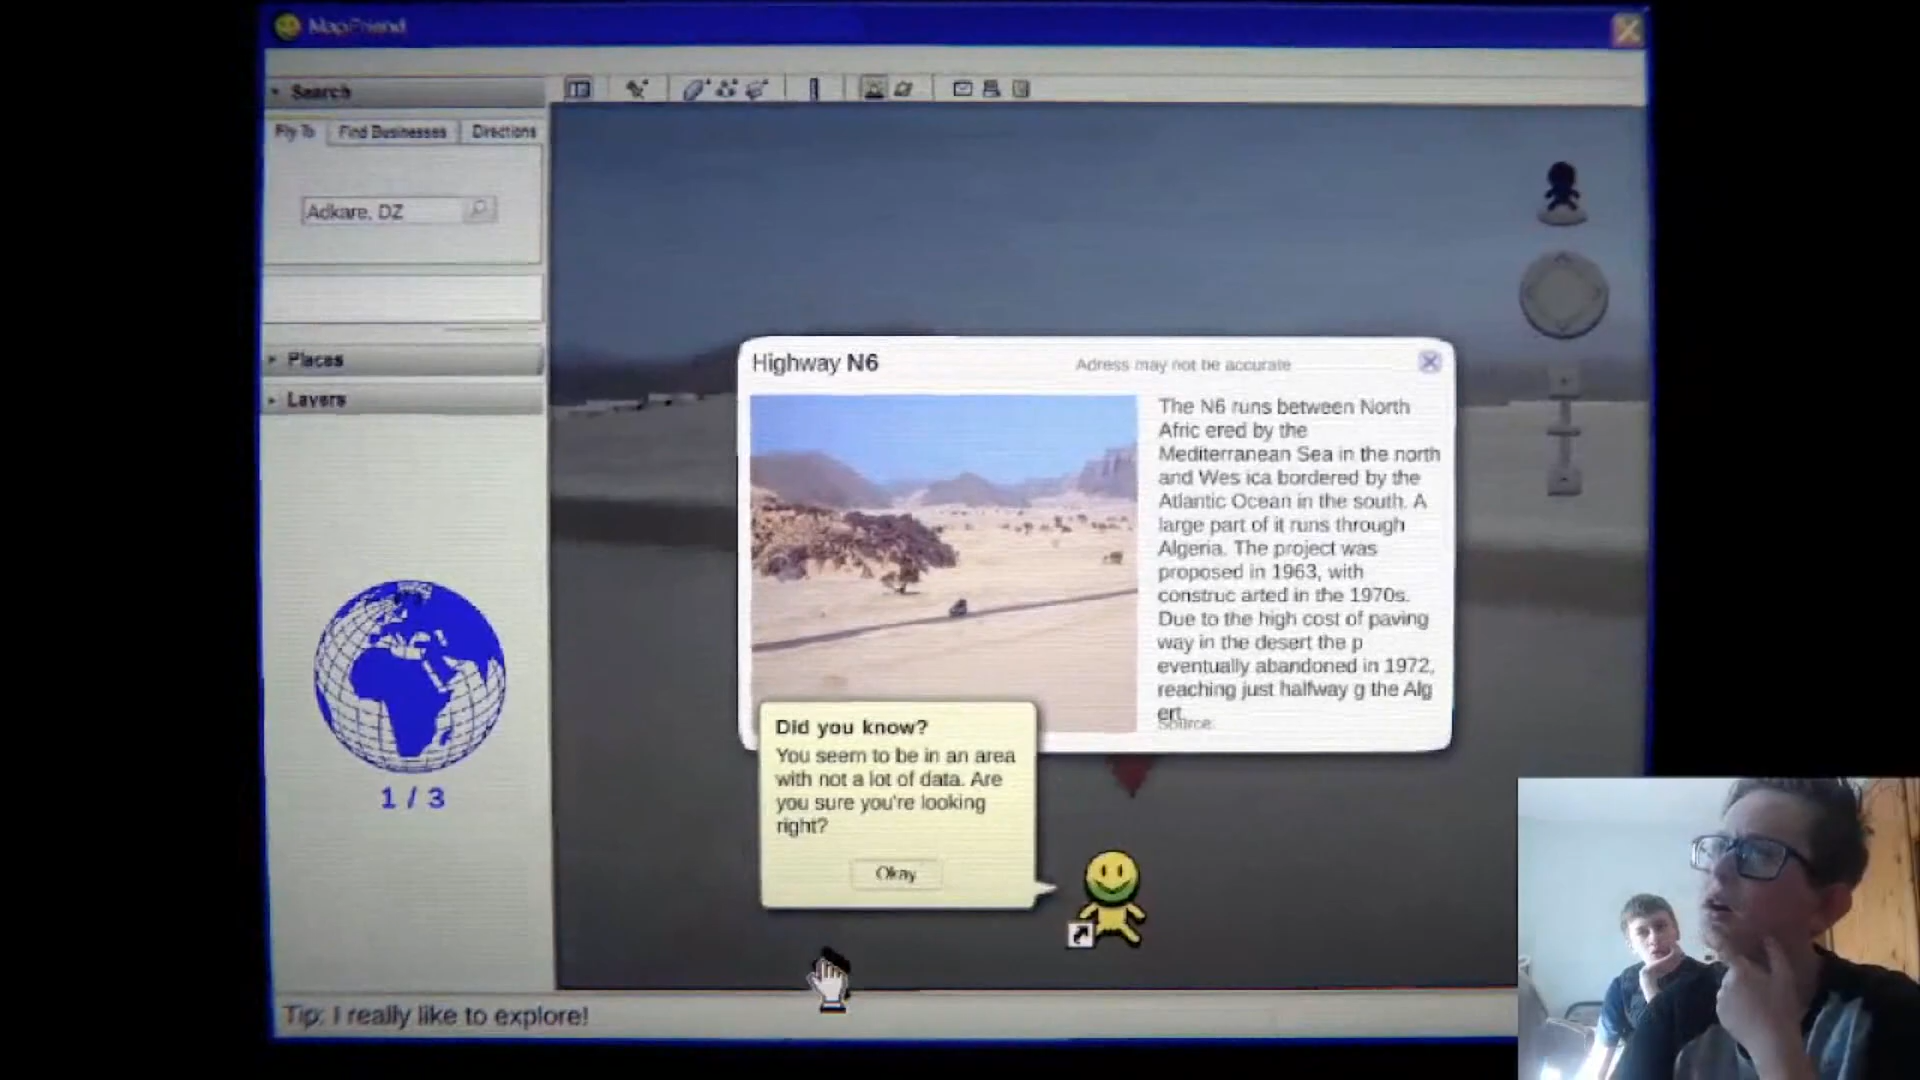 MapFriend
Search
Fly To
Find Businesses
Directions
Adkare, DZ
Places
Layers
1 / 3
Highway N6
Adress may not be accurate
The N6 runs between North
Afric ered by the
Mediterranean Sea in the north
and Wes ica bordered by the
Atlantic Ocean in the south. A
large part of it runs through
Algeria. The project was
proposed in 1963, with
construc arted in the 1970s.
Due to the high cost of paving
way in the desert the p
eventually abandoned in 1972,
reaching just halfway g the Alg
ert.
Source:
Did you know?
You seem to be in an area
with not a lot of data. Are
you sure you're looking
right?
Okay
Tip: I really like to explore!